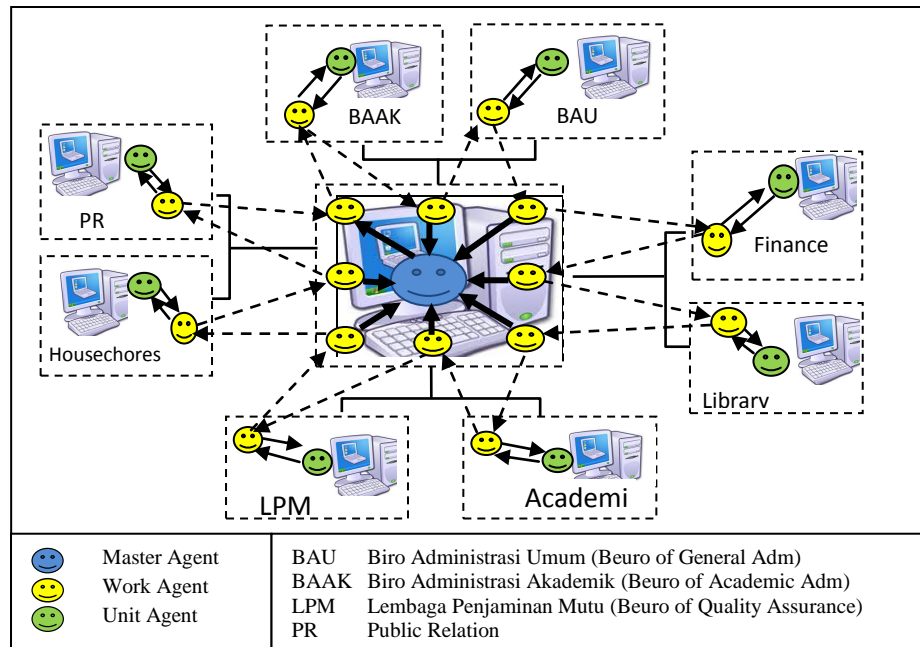 BAAK
BAU
PR
Finance
Housechores
Library
LPM
Academi
Master Agent
Work Agent
Unit Agent
BAU Biro Administrasi Umum (Beuro of General Adm)
BAAK Biro Administrasi Akademik (Beuro of Academic Adm)
LPM Lembaga Penjaminan Mutu (Beuro of Quality Assurance)
PR Public Relation